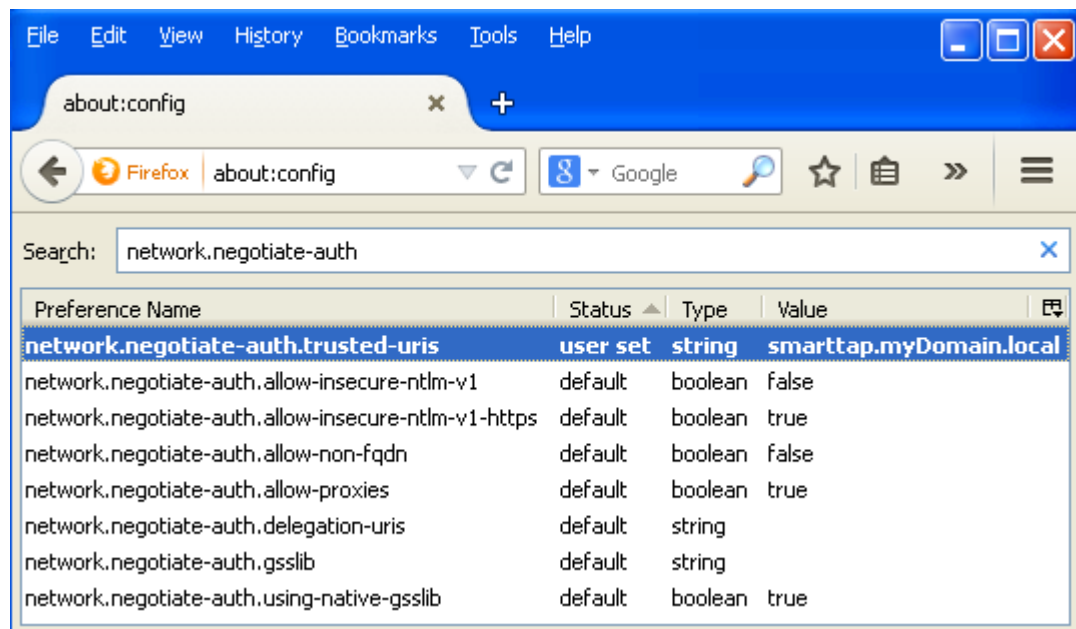 File Edit View History Bookmarks Tools Help
about:config
Firefox about:config Google
Search: network.negotiate-auth
Preference Name Status Type Value
network.negotiate-auth.trusted-uris user set string smarttap.myDomain.local
network.negotiate-auth.allow-insecure-ntlm-v1 default boolean false
network.negotiate-auth.allow-insecure-ntlm-v1-https default boolean true
network.negotiate-auth.allow-non-fqdn default boolean false
network.negotiate-auth.allow-proxies default boolean true
network.negotiate-auth.delegation-uris default string
network.negotiate-auth.gsslib default string
network.negotiate-auth.using-native-gsslib default boolean true